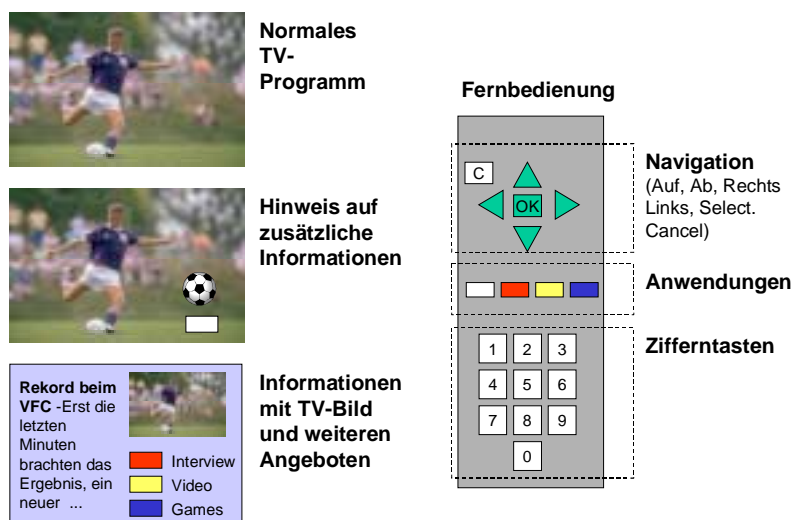 Normales
TV-
Programm
Hinweis auf
zusätzliche
Informationen
Rekord beim
VFC -Erst die
letzten
Minuten
brachten das
Ergebnis, ein
neuer ...
Interview
Video
Games
Informationen
mit TV-Bild
und weiteren
Angeboten
Fernbedienung
C
OK
1 2 3
4 5 6
7 8 9
0
Navigation
(Auf, Ab, Rechts
Links, Select.
Cancel)
Anwendungen
Zifferntasten